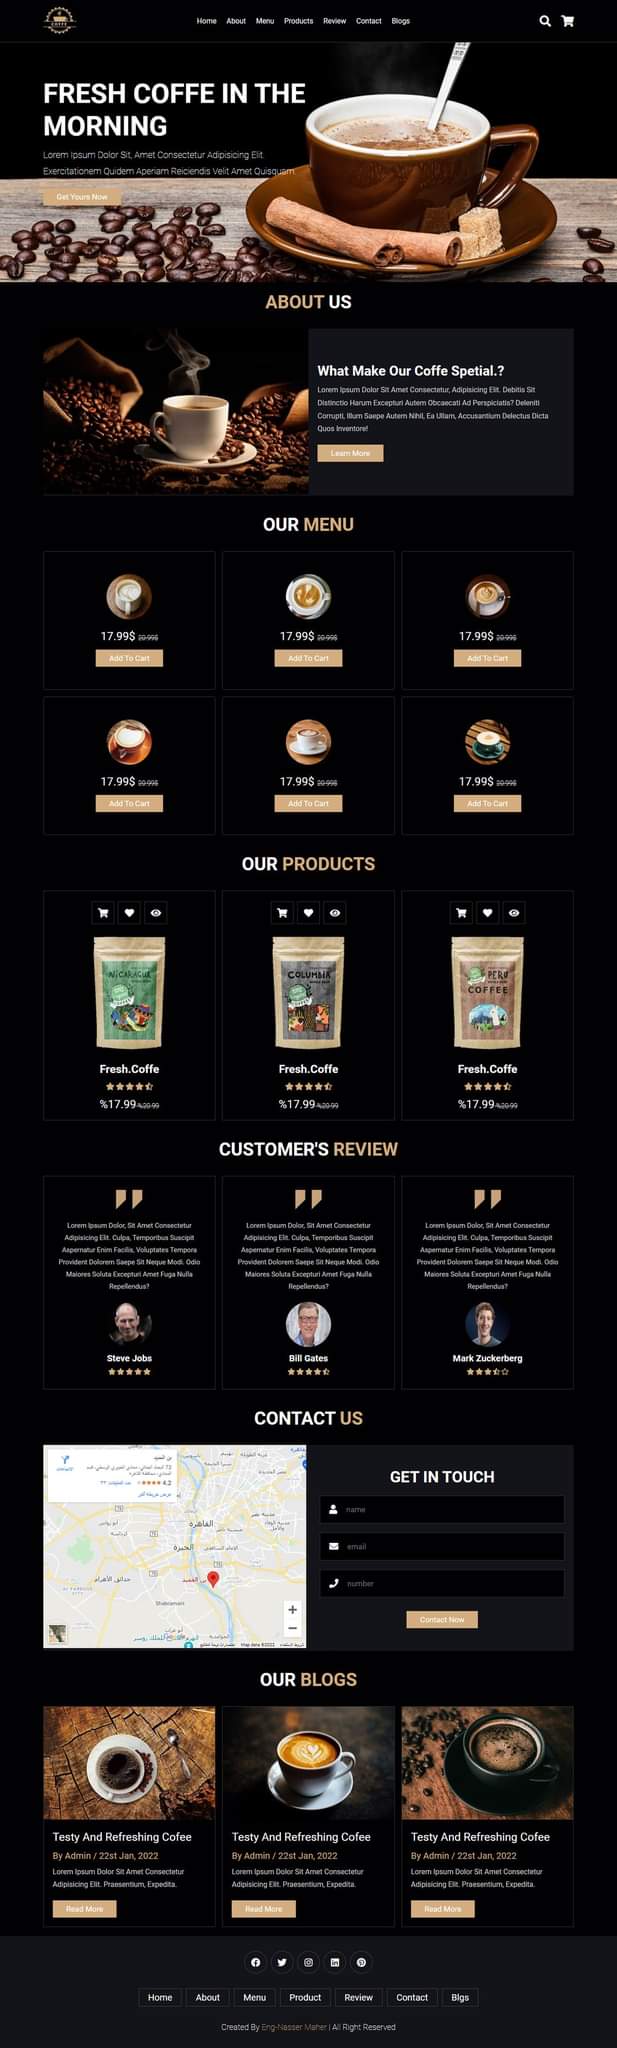 COFFE
Home About Menu Products Review Contact Blogs
FRESH COFFE IN THE
MORNING
Lorem Ipsum Dolor Sit, Amet Consectetur Adipisicing Elit.
Exercitationem Quidem Aperiam Reiciendis Velit Amet Quisquam.
Get Yours Now
ABOUT US
What Make Our Coffe Spetial.?
Lorem Ipsum Dolor Sit Amet Consectetur, Adipisicing Elit. Debitis Sit
Distinctio Harum Excepturi Autem Obcaecati Ad Perspiciatis? Deleniti
Corrupti, Illum Saepe Autem Nihil, Ea Ullam, Accusantium Delectus Dicta
Quos Inventore!
Learn More
OUR MENU
17.99$ 20-99$
Add To Cart
17.99$ 20-99$
Add To Cart
17.99$ 20-99$
Add To Cart
17.99$ 20-99$
Add To Cart
17.99$ 20-99$
Add To Cart
17.99$ 20-99$
Add To Cart
OUR PRODUCTS
NICARAGUA
Fresh.Coffe
%17.99 %20.99
COLUMBIA
Fresh.Coffe
%17.99 %20.99
PERU
COFFEE
Fresh.Coffe
%17.99 %20.99
CUSTOMER'S REVIEW
Lorem Ipsum Dolor, Sit Amet Consectetur
Adipisicing Elit. Culpa, Temporibus Suscipit
Aspernatur Enim Facilis, Voluptates Tempora
Provident Dolorem Saepe Sit Neque Modi. Odio
Maiores Soluta Excepturi Amet Fuga Nulla
Repellendus?
Steve Jobs
Lorem Ipsum Dolor, Sit Amet Consectetur
Adipisicing Elit. Culpa, Temporibus Suscipit
Aspernatur Enim Facilis, Voluptates Tempora
Provident Dolorem Saepe Sit Neque Modi. Odio
Maiores Soluta Excepturi Amet Fuga Nulla
Repellendus?
Bill Gates
Lorem Ipsum Dolor, Sit Amet Consectetur
Adipisicing Elit. Culpa, Temporibus Suscipit
Aspernatur Enim Facilis, Voluptates Tempora
Provident Dolorem Saepe Sit Neque Modi. Odio
Maiores Soluta Excepturi Amet Fuga Nulla
Repellendus?
Mark Zuckerberg
CONTACT US
4.2
القاهرة
الجيزة
حدائق الأهرام
Shabramant
Map data ©2022
GET IN TOUCH
name
email
number
Contact Now
OUR BLOGS
Testy And Refreshing Cofee
By Admin / 22st Jan, 2022
Lorem Ipsum Dolor Sit Amet Consectetur
Adipisicing Elit. Praesentium, Expedita.
Read More
Testy And Refreshing Cofee
By Admin / 22st Jan, 2022
Lorem Ipsum Dolor Sit Amet Consectetur
Adipisicing Elit. Praesentium, Expedita.
Read More
Testy And Refreshing Cofee
By Admin / 22st Jan, 2022
Lorem Ipsum Dolor Sit Amet Consectetur
Adipisicing Elit. Praesentium, Expedita.
Read More
Home About Menu Product Review Contact Blgs
Created By Eng-Nasser Maher | All Right Reserved